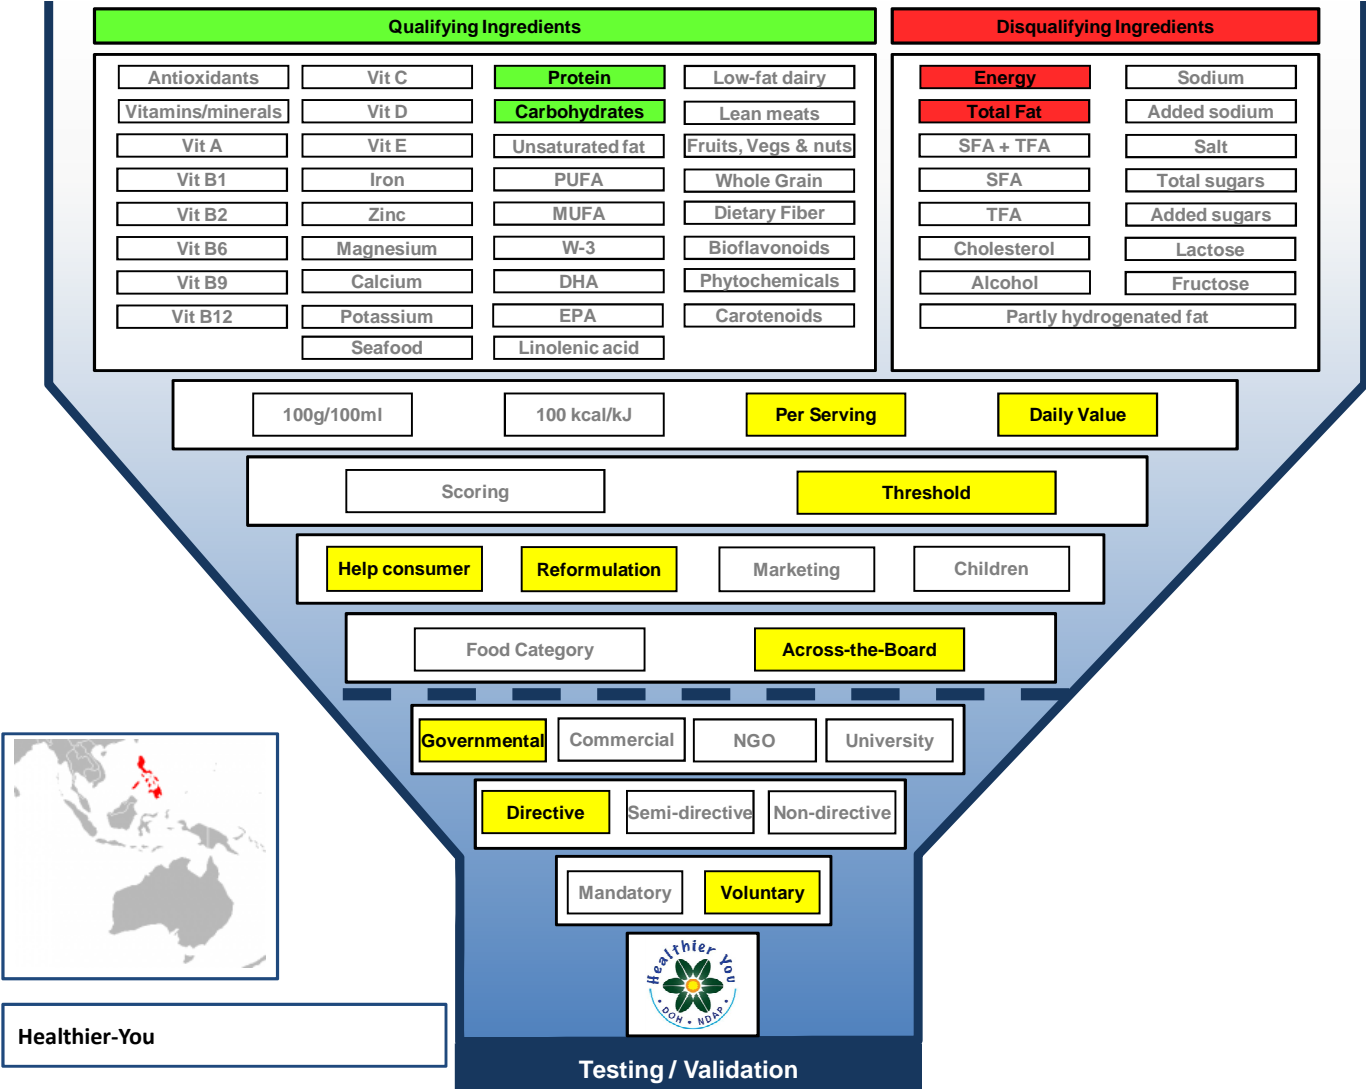 Qualifying Ingredients
Disqualifying Ingredients
Antioxidants Vit C Protein Low-fat dairy Energy Sodium
Vitamins/minerals Vit D Carbohydrates Lean meats Total Fat Added sodium
Vit A Vit E Unsaturated fat Fruits, Vegs & nuts SFA + TFA Salt
Vit B1 Iron PUFA Whole Grain SFA Total sugars
Vit B2 Zinc MUFA Dietary Fiber TFA Added sugars
Vit B6 Magnesium W-3 Bioflavonoids Cholesterol Lactose
Vit B9 Calcium DHA Phytochemicals Alcohol Fructose
Vit B12 Potassium EPA Carotenoids Partly hydrogenated fat
Seafood Linolenic acid
100g/100ml 100 kcal/kJ Per Serving Daily Value
Scoring Threshold
Help consumer Reformulation Marketing Children
Food Category Across-the-Board
Governmental Commercial NGO University
Directive Semi-directive Non-directive
Mandatory Voluntary
Healthier You
• DOH • NDAP •
Healthier-You
Testing / Validation